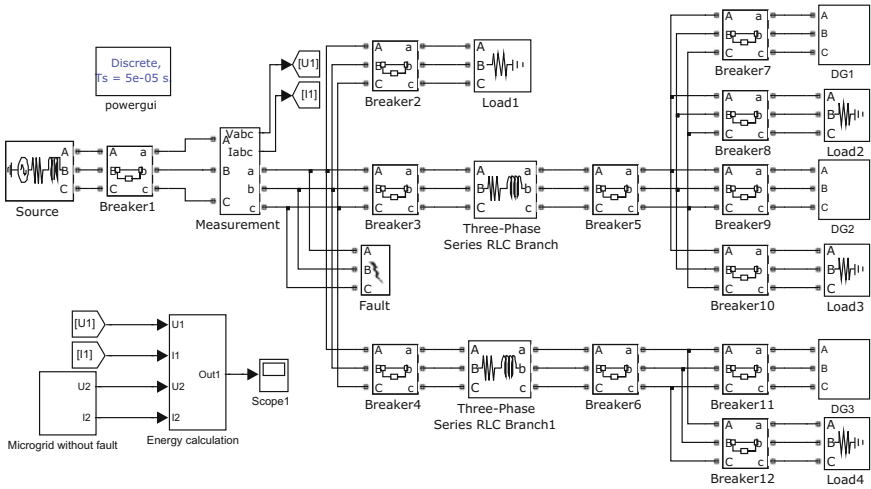 Discrete,
Ts = 5e-05 s.
powergui
[U1]
[I1]
A a
B b
C c
Breaker2
A
B
C
Load1
A a
B b
C c
Breaker7
A
B
C
DG1
A a
B b
C c
Breaker8
A
B
C
Load2
A
B
C
Source
A a
B b
C c
Breaker1
Vabc
A
Iabc
B a
b
C
c
Measurement
A a
B b
C c
Breaker3
A a
B b
C c
Three-Phase
Series RLC Branch
A a
B b
C c
Breaker5
A a
B b
C c
Breaker9
A
B
C
DG2
A
B
C
Fault
A a
B b
C c
Breaker10
A
B
C
Load3
[U1]
[I1]
U2
I2
Microgrid without fault
U1
I1
U2
I2
Out1
Energy calculation
Scope1
A a
B b
C c
Breaker4
A a
B b
C c
Three-Phase
Series RLC Branch1
A a
B b
C c
Breaker6
A a
B b
C c
Breaker11
A
B
C
DG3
A a
B b
C c
Breaker12
A
B
C
Load4